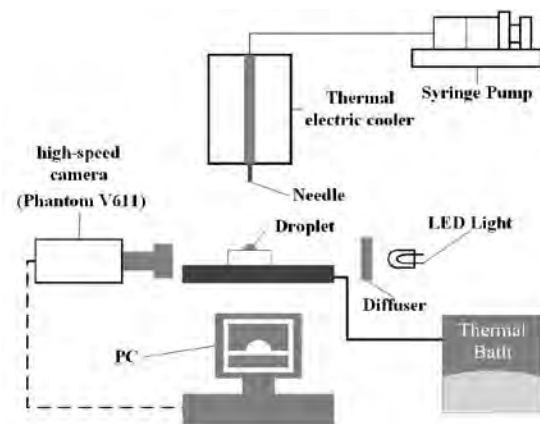 Syringe Pump
Thermal
electric cooler
high-speed
camera
(Phantom V611)
Needle
Droplet
LED Light
Diffuser
PC
Thermal
Bath